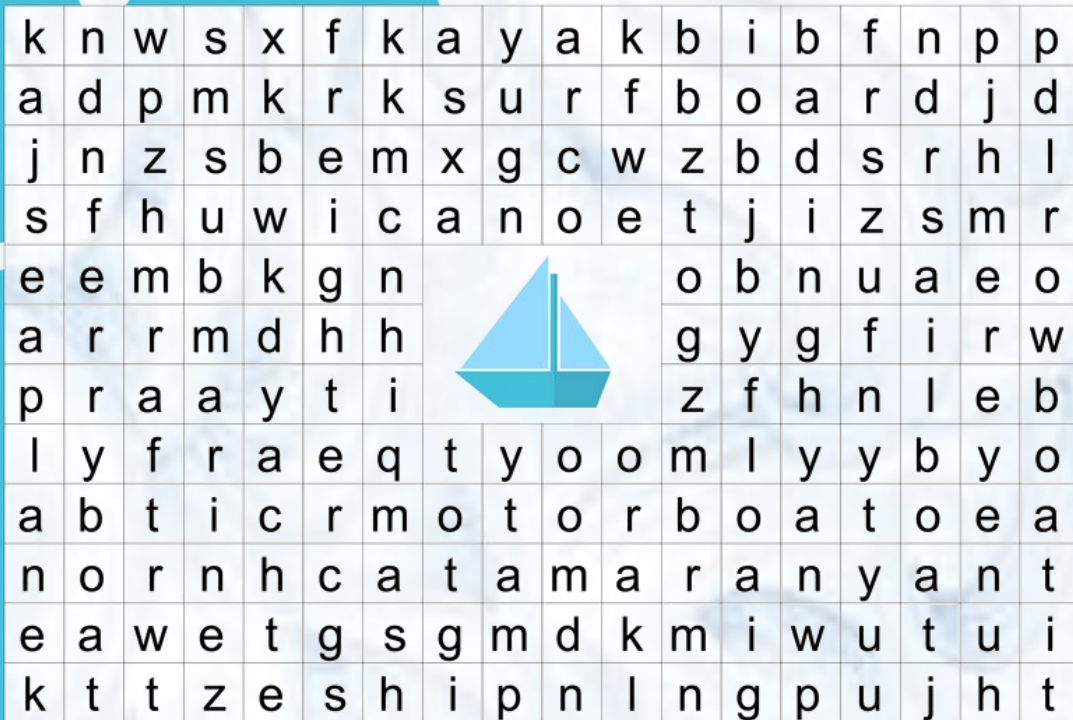 k n w s x f k a y a k b i b f n p p
a d p m k r k s u r f b o a r d j d
j n z s b e m x g c w z b d s r h l
s f h u w i c a n o e t j i z s m r
e e m b k g n o b n u a e o
a r r m d h h g y g f i r w
p r a a y t i z f h n l e b
l y f r a e q t y o o m l y y b y o
a b t i c r m o t o r b o a t o e a
n o r n h c a t a m a r a n y a n t
e a w e t g s g m d k m i w u t u i
k t t z e s h i p n l n g p u j h t